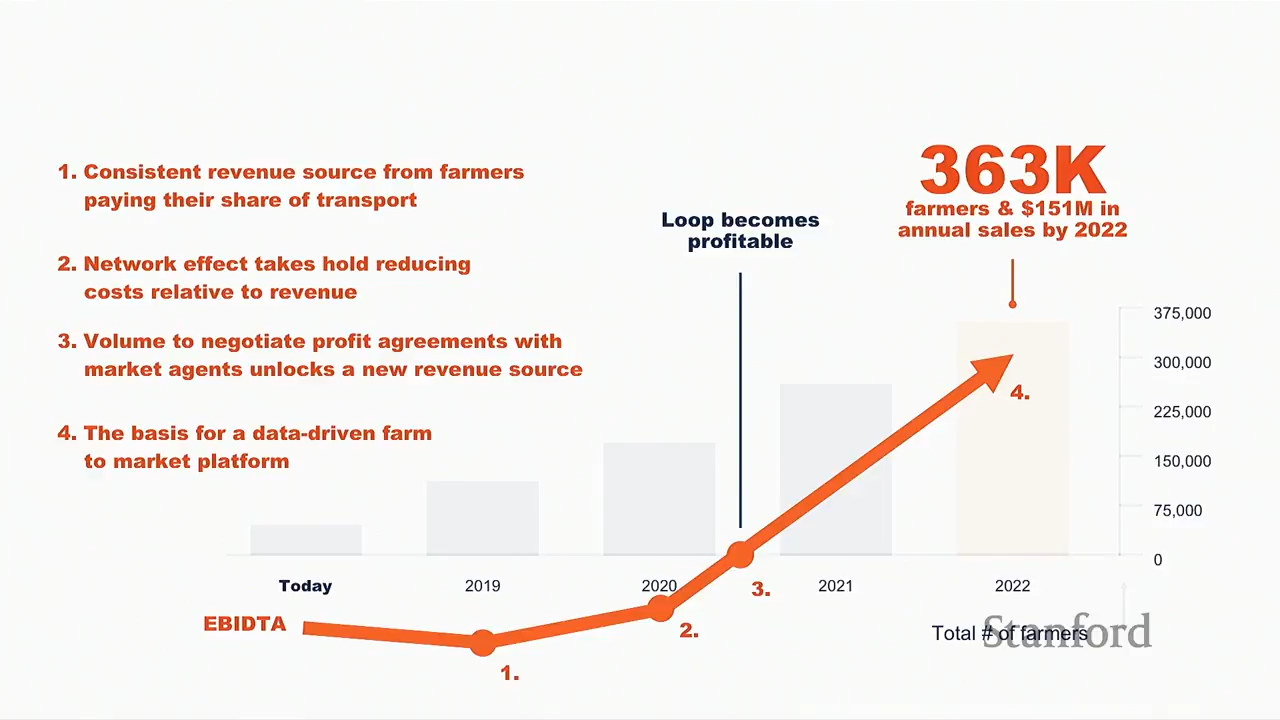 1. Consistent revenue source from farmers
paying their share of transport
2. Network effect takes hold reducing
costs relative to revenue
3. Volume to negotiate profit agreements with
market agents unlocks a new revenue source
4. The basis for a data-driven farm
to market platform
Loop becomes
profitable
363K
farmers & $151M in
annual sales by 2022
375,000
300,000
225,000
150,000
75,000
0
4.
3.
2.
1.
Today
2019
2020
2021
2022
EBIDTA
Total # of farmers
Stanford